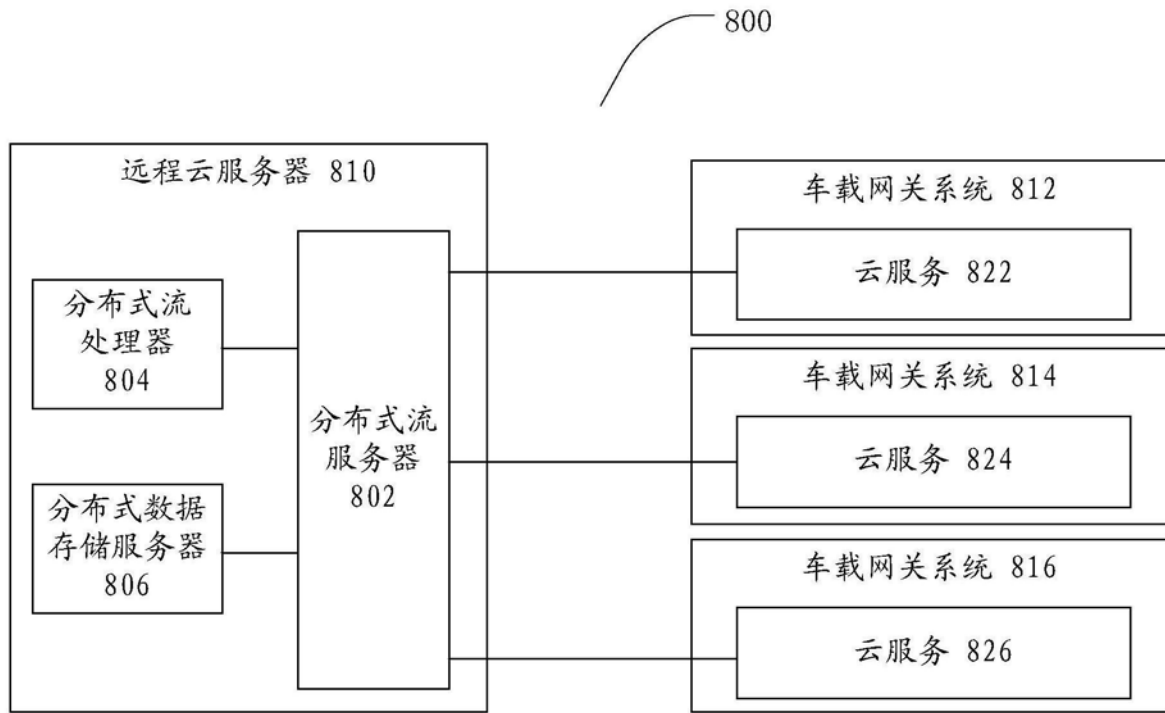 800
远程云服务器 810
分布式流
处理器
804
分布式数据
存储服务器
806
分布式流
服务器
802
车载网关系统 812
云服务 822
车载网关系统 814
云服务 824
车载网关系统 816
云服务 826